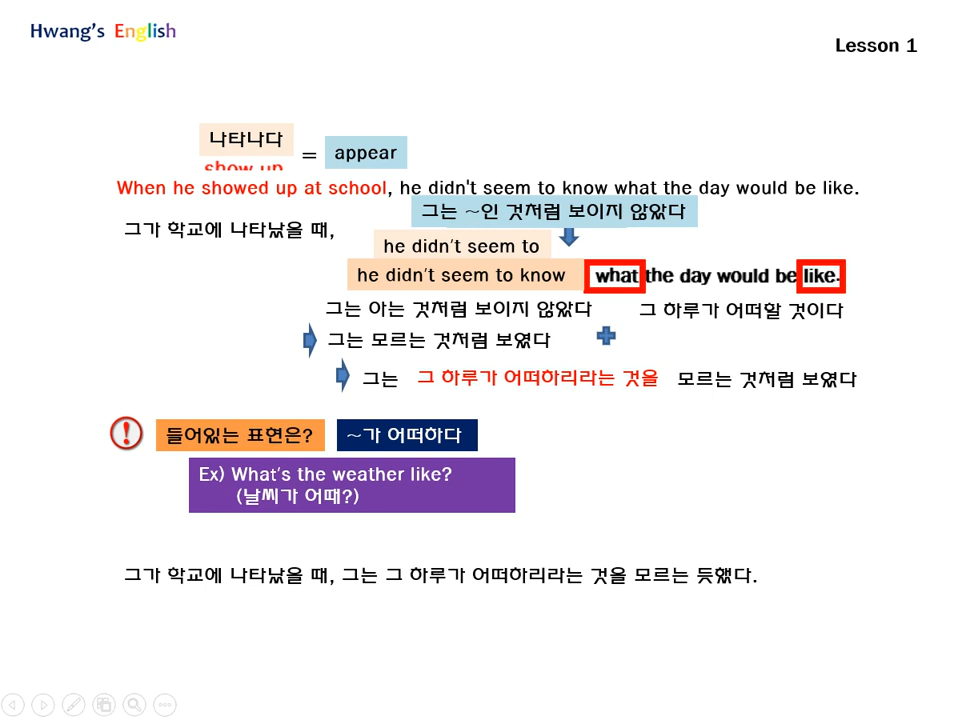 Hwang's English
Lesson 1
나타나다
show up
=
appear
When he showed up at school, he didn't seem to know what the day would be like.
그는 ~인 것처럼 보이지 않았다
그가 학교에 나타났을 때,
he didn't seem to
he didn't seem to know what the day would be like.
그는 아는 것처럼 보이지 않았다 그 하루가 어떠할 것이다
그는 모르는 것처럼 보였다
그는 그 하루가 어떠하리라는 것을 모르는 것처럼 보였다
! 들어있는 표현은? ~가 어떠하다
Ex) What's the weather like?
(날씨가 어때?)
그가 학교에 나타났을 때, 그는 그 하루가 어떠하리라는 것을 모르는 듯했다.